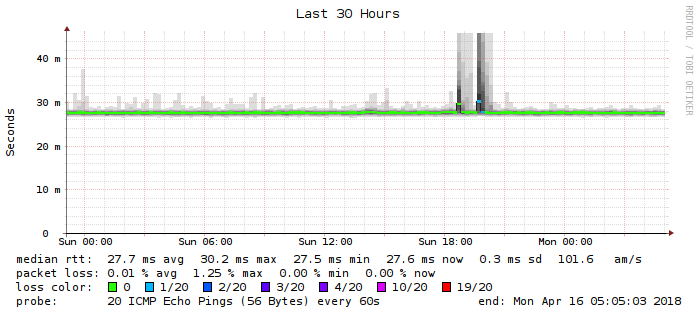 Last 30 Hours
RRDTOOL / TOBI OETIKER
Seconds
40 m
30 m
20 m
10 m
0
Sun 00:00 Sun 06:00 Sun 12:00 Sun 18:00 Mon 00:00
median rtt: 27.7 ms avg 30.2 ms max 27.5 ms min 27.6 ms now 0.3 ms sd 101.6 am/s
packet loss: 0.01 % avg 1.25 % max 0.00 % min 0.00 % now
loss color: 0 1/20 2/20 3/20 4/20 10/20 19/20
probe: 20 ICMP Echo Pings (56 Bytes) every 60s end: Mon Apr 16 05:05:03 2018